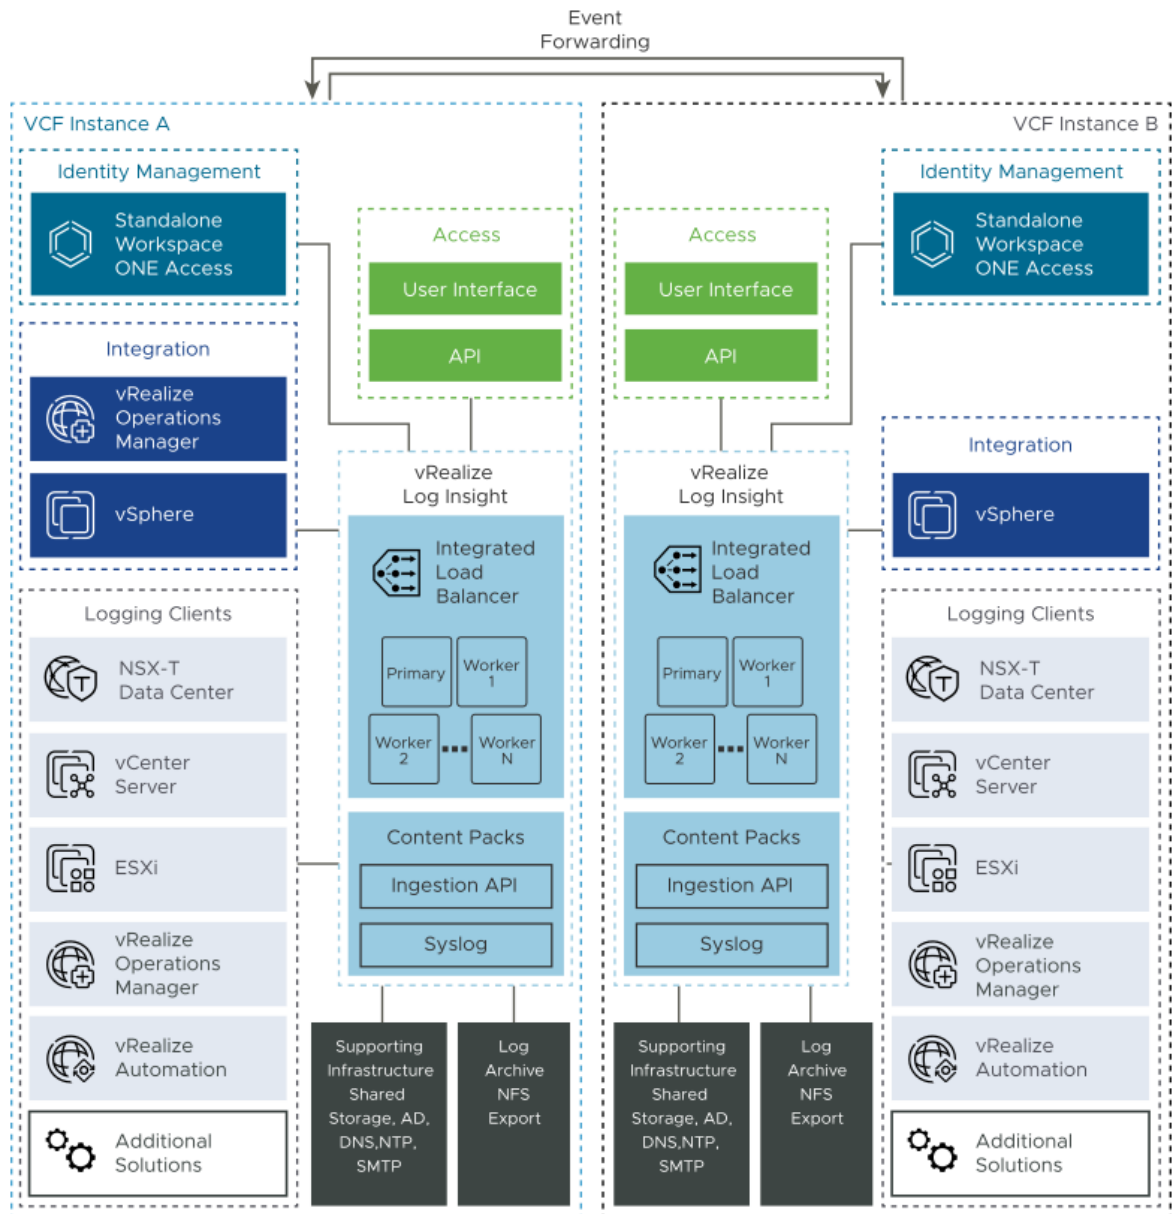 Event
Forwarding
VCF Instance A
Identity Management
Standalone
Workspace
ONE Access
Access
User Interface
API
Integration
vRealize
Operations
Manager
vSphere
vRealize
Log Insight
Integrated
Load
Balancer
Primary
Worker
1
Worker
2
Worker
N
Logging Clients
NSX-T
Data Center
vCenter
Server
ESXi
vRealize
Operations
Manager
vRealize
Automation
Additional
Solutions
Content Packs
Ingestion API
Syslog
Supporting
Infrastructure
Shared
Storage, AD,
DNS,NTP,
SMTP
Log
Archive
NFS
Export
VCF Instance B
Identity Management
Standalone
Workspace
ONE Access
Access
User Interface
API
Integration
vSphere
vRealize
Log Insight
Integrated
Load
Balancer
Primary
Worker
1
Worker
2
Worker
N
Content Packs
Ingestion API
Syslog
Supporting
Infrastructure
Shared
Storage, AD,
DNS,NTP,
SMTP
Log
Archive
NFS
Export
Logging Clients
NSX-T
Data Center
vCenter
Server
ESXi
vRealize
Operations
Manager
vRealize
Automation
Additional
Solutions